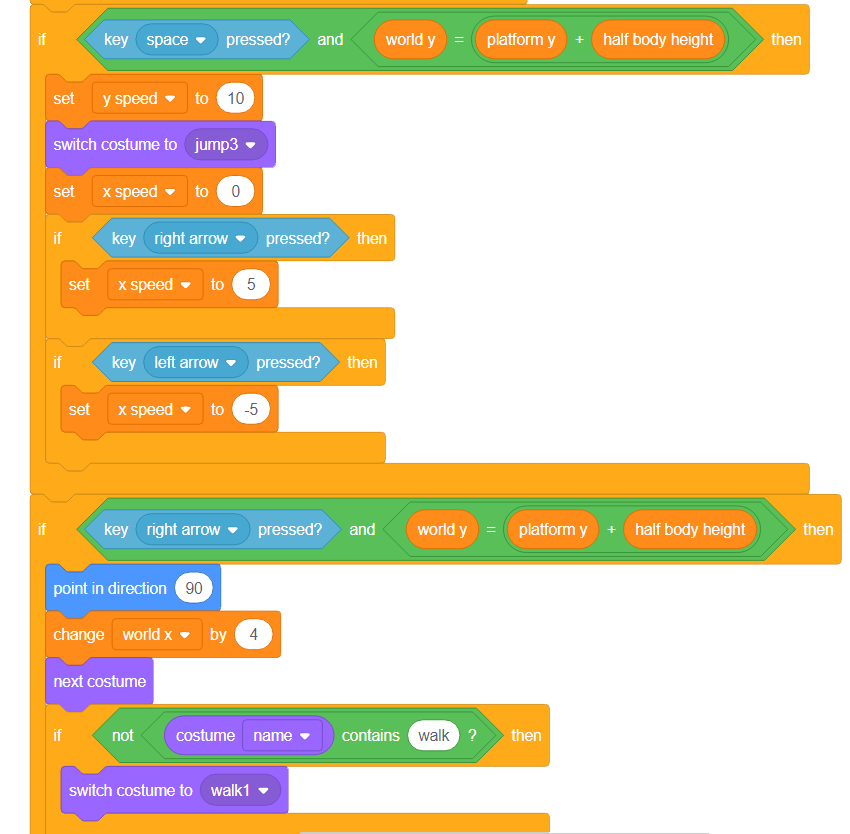 if key space pressed? and world y = platform y + half body height then
set y speed to 10
switch costume to jump3
set x speed to 0
if key right arrow pressed? then
set x speed to 5
if key left arrow pressed? then
set x speed to -5
if key right arrow pressed? and world y = platform y + half body height then
point in direction 90
change world x by 4
next costume
if not costume name contains walk ? then
switch costume to walk1